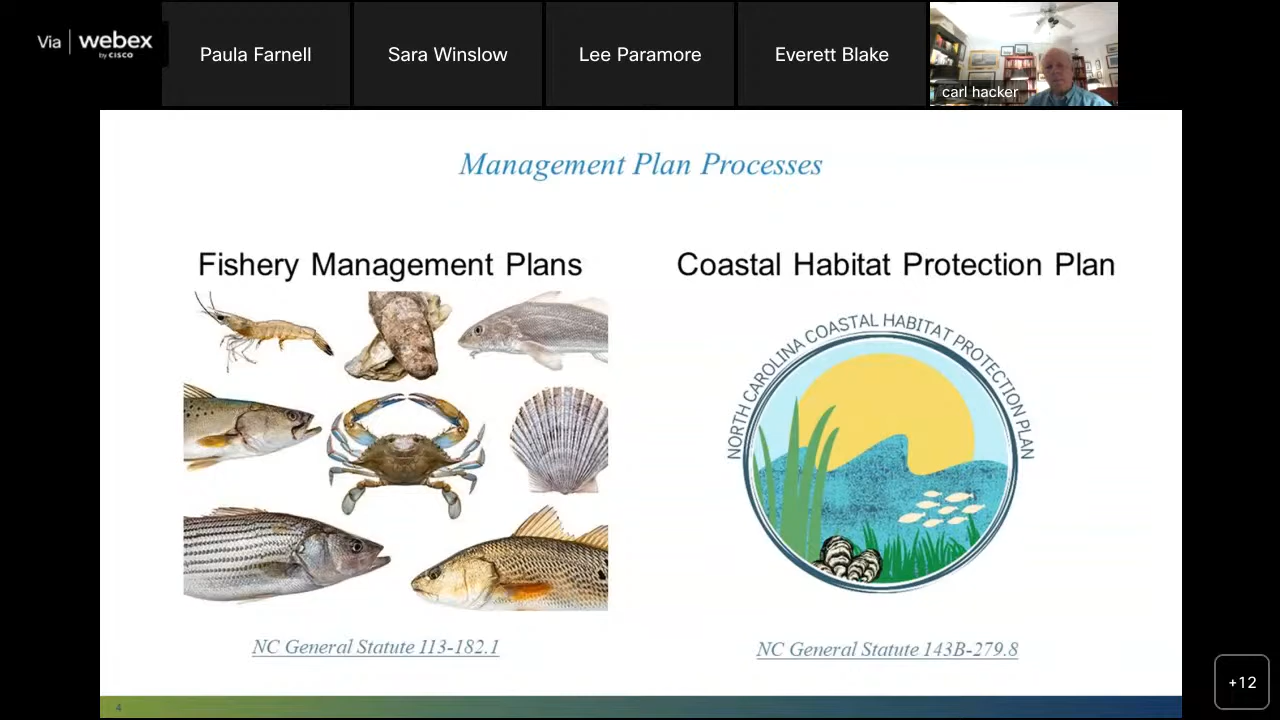 Via | webex
by CISCO
Paula Farnell
Sara Winslow
Lee Paramore
Everett Blake
carl hacker
Management Plan Processes
Fishery Management Plans
Coastal Habitat Protection Plan
NORTH CAROLINA COASTAL HABITAT PROTECTION PLAN
NC General Statute 113-182.1
NC General Statute 143B-279.8
4
+12